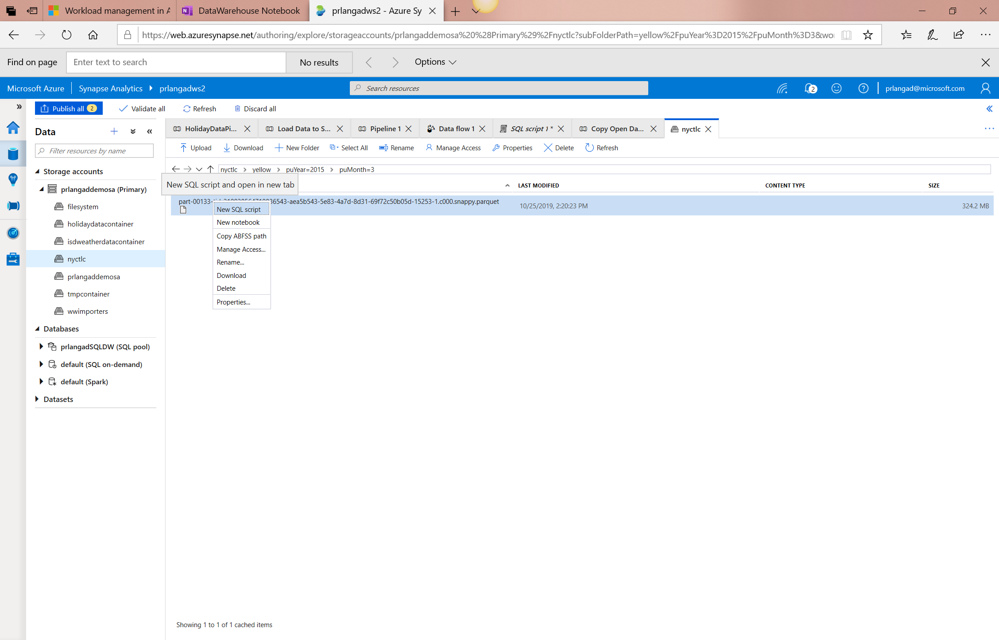 Workload management in A
DataWarehouse Notebook
prlangadws2 - Azure Sy
https://web.azuresynapse.net/authoring/explore/storageaccounts/prlangaddemosa%20%28Primary%29%2Fnyctlc?subFolderPath=yellow%2FpuYear%3D2015%2FpuMonth%3D3&wo
Find on page
Enter text to search
No results
Options
Microsoft Azure
Synapse Analytics
prlangadws2
Search resources
2
prlangad@microsoft.com
Publish all 2
Validate all
Refresh
Discard all
Data
Filter resources by name
Storage accounts
prlangaddemosa (Primary)
filesystem
holidaydatacontainer
isdweatherdatacontainer
nyctlc
prlangaddemosa
tmpcontainer
wwimporters
Databases
prlangadSQLDW (SQL pool)
default (SQL on-demand)
default (Spark)
Datasets
HolidayDataPi...
Load Data to S...
Pipeline 1
Data flow 1
SQL script 1 *
Copy Open Da...
nyctlc
Upload
Download
New Folder
Select All
Rename
Manage Access
Properties
Delete
Refresh
nyctlc > yellow > puYear=2015 > puMonth=3
New SQL script and open in new tab
LAST MODIFIED
CONTENT TYPE
SIZE
part-00133- 36543-aea5b543-5e83-4a7d-8d31-69f72c50b05d-15253-1.c000.snappy.parquet
10/25/2019, 2:20:23 PM
324.2 MB
New SQL script
New notebook
Copy ABFSS path
Manage Access...
Rename...
Download
Delete
Properties...
Showing 1 to 1 of 1 cached items